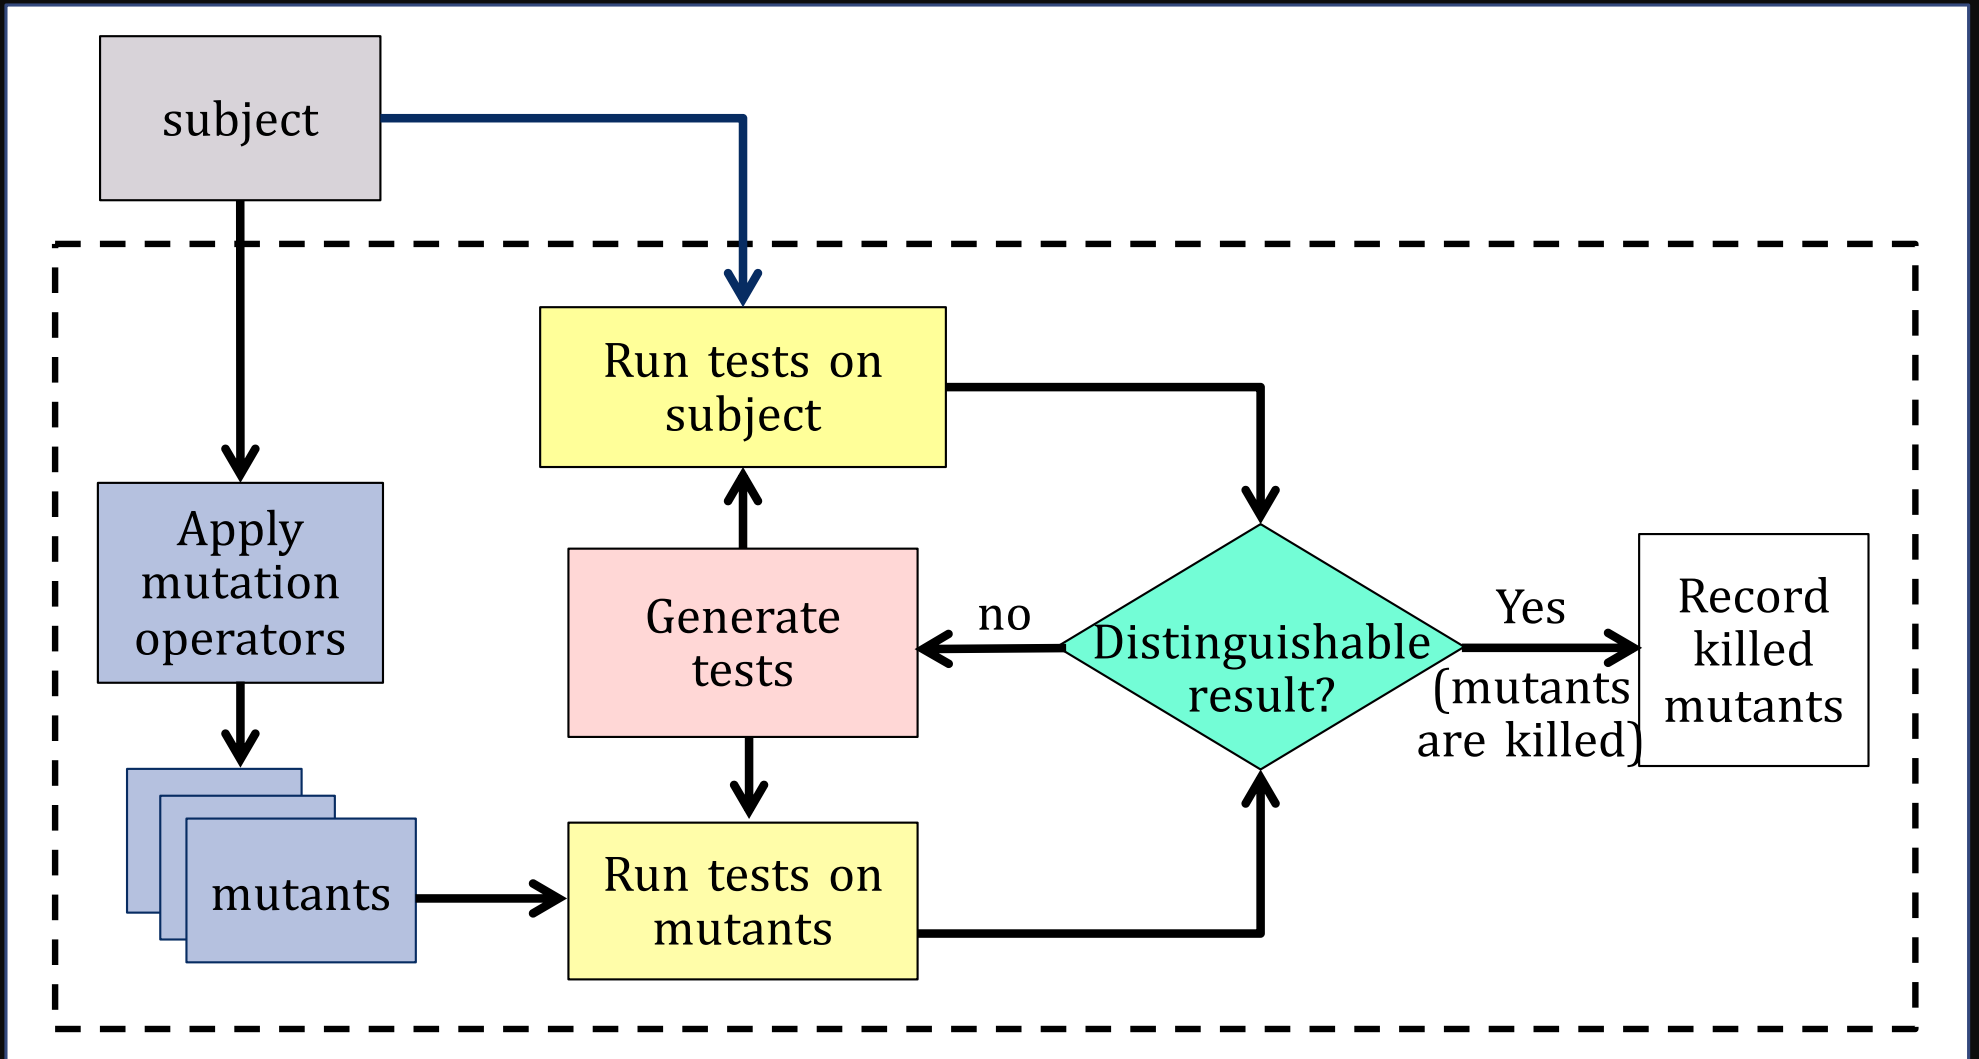 subject
Run tests on
subject
Apply
mutation
operators
Generate
tests
no
Distinguishable
result?
Yes
(mutants
are killed)
Record
killed
mutants
mutants
Run tests on
mutants